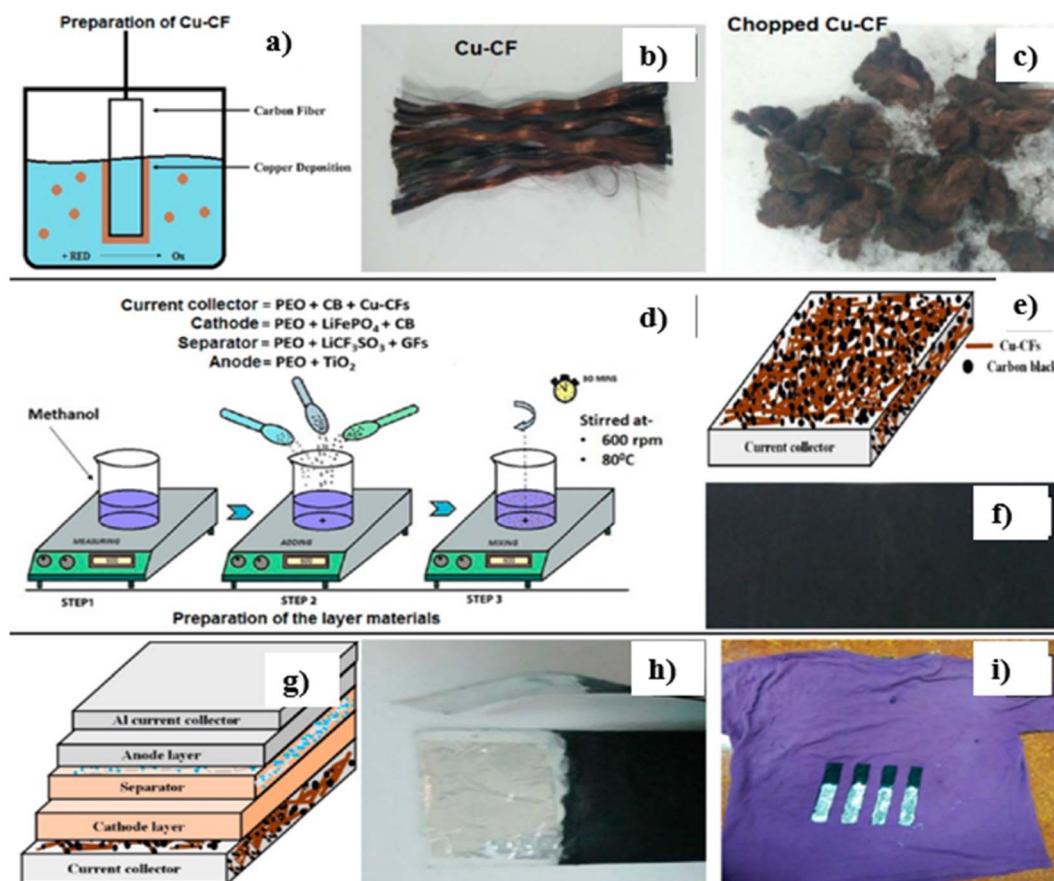 Preparation of Cu-CF
a)
Carbon Fiber
Copper Deposition
+ RED
Ox
Cu-CF
b)
Chopped Cu-CF
c)
Current collector = PEO + CB + Cu-CFs
Cathode = PEO + LiFePO₄ + CB
Separator = PEO + LiCF₃SO₃ + GFs
Anode= PEO + TiO₂
d)
Methanol
30 MINS
Stirred at-
• 600 rpm
• 80⁰C
MEASURING
ADDING
MIXING
STEP1
STEP 2
STEP 3
Preparation of the layer materials
e)
Cu-CFs
Carbon black
Current collector
f)
g)
Al current collector
Anode layer
Separator
Cathode layer
Current collector
h)
i)